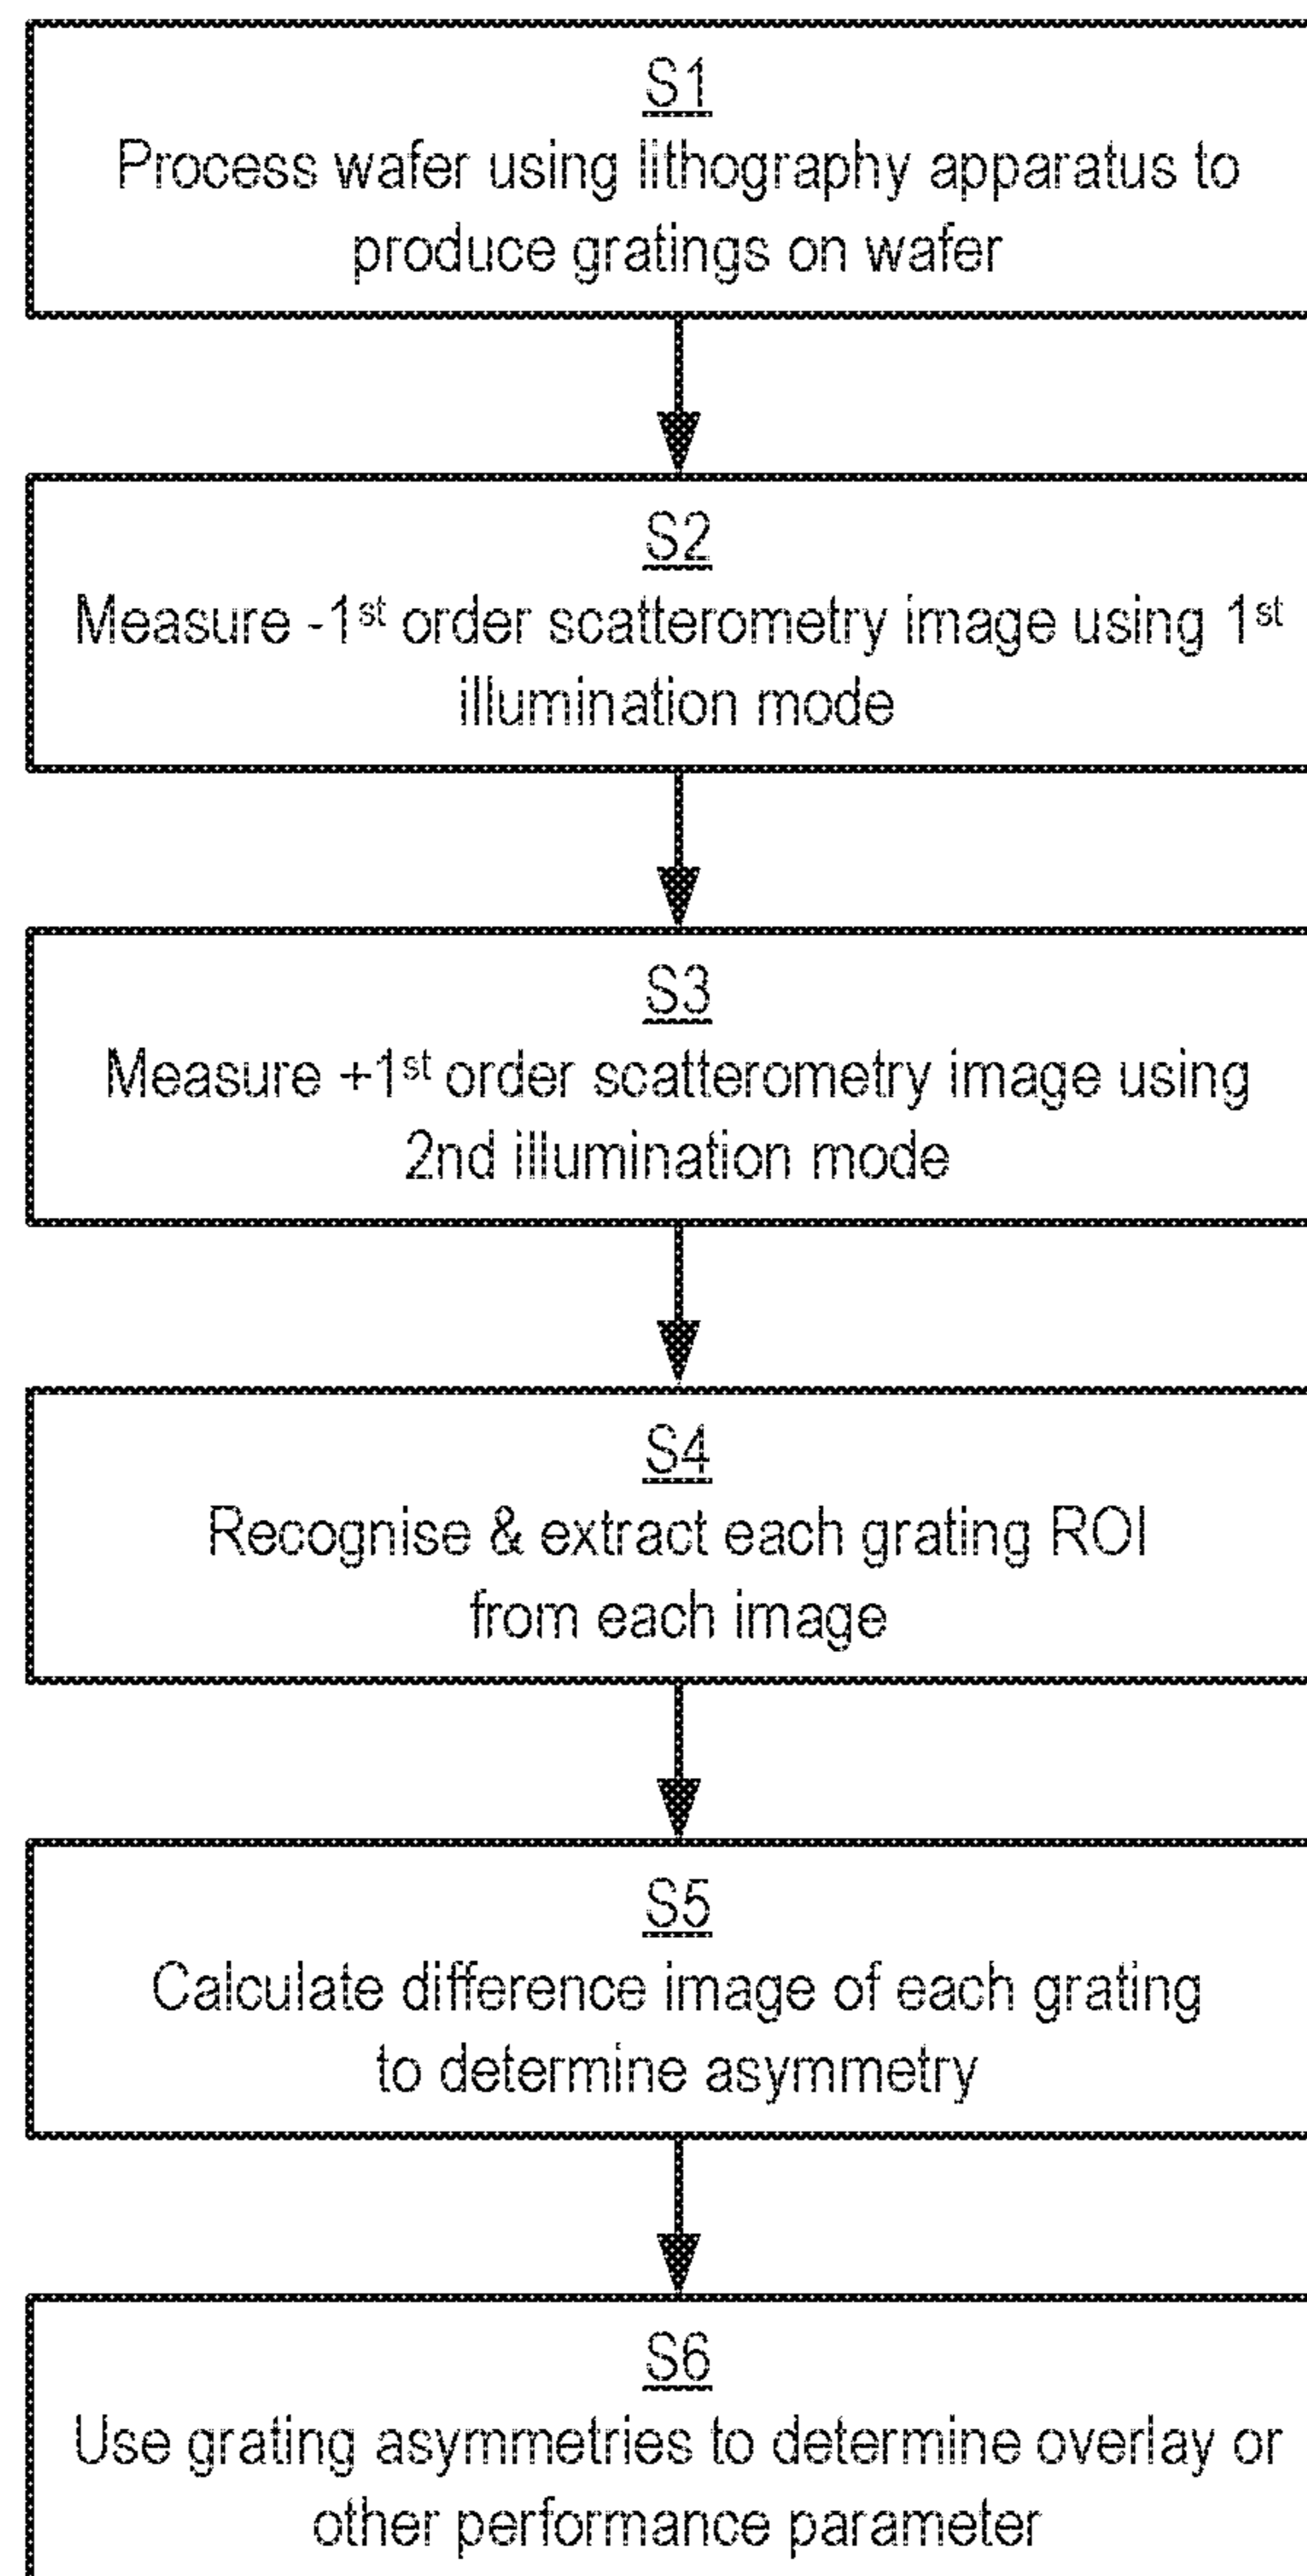 S1
Process wafer using lithography apparatus to
produce gratings on wafer
S2
Measure -1st order scatterometry image using 1st
illumination mode
S3
Measure +1st order scatterometry image using
2nd illumination mode
S4
Recognise & extract each grating ROI
from each image
S5
Calculate difference image of each grating
to determine asymmetry
S6
Use grating asymmetries to determine overlay or
other performance parameter